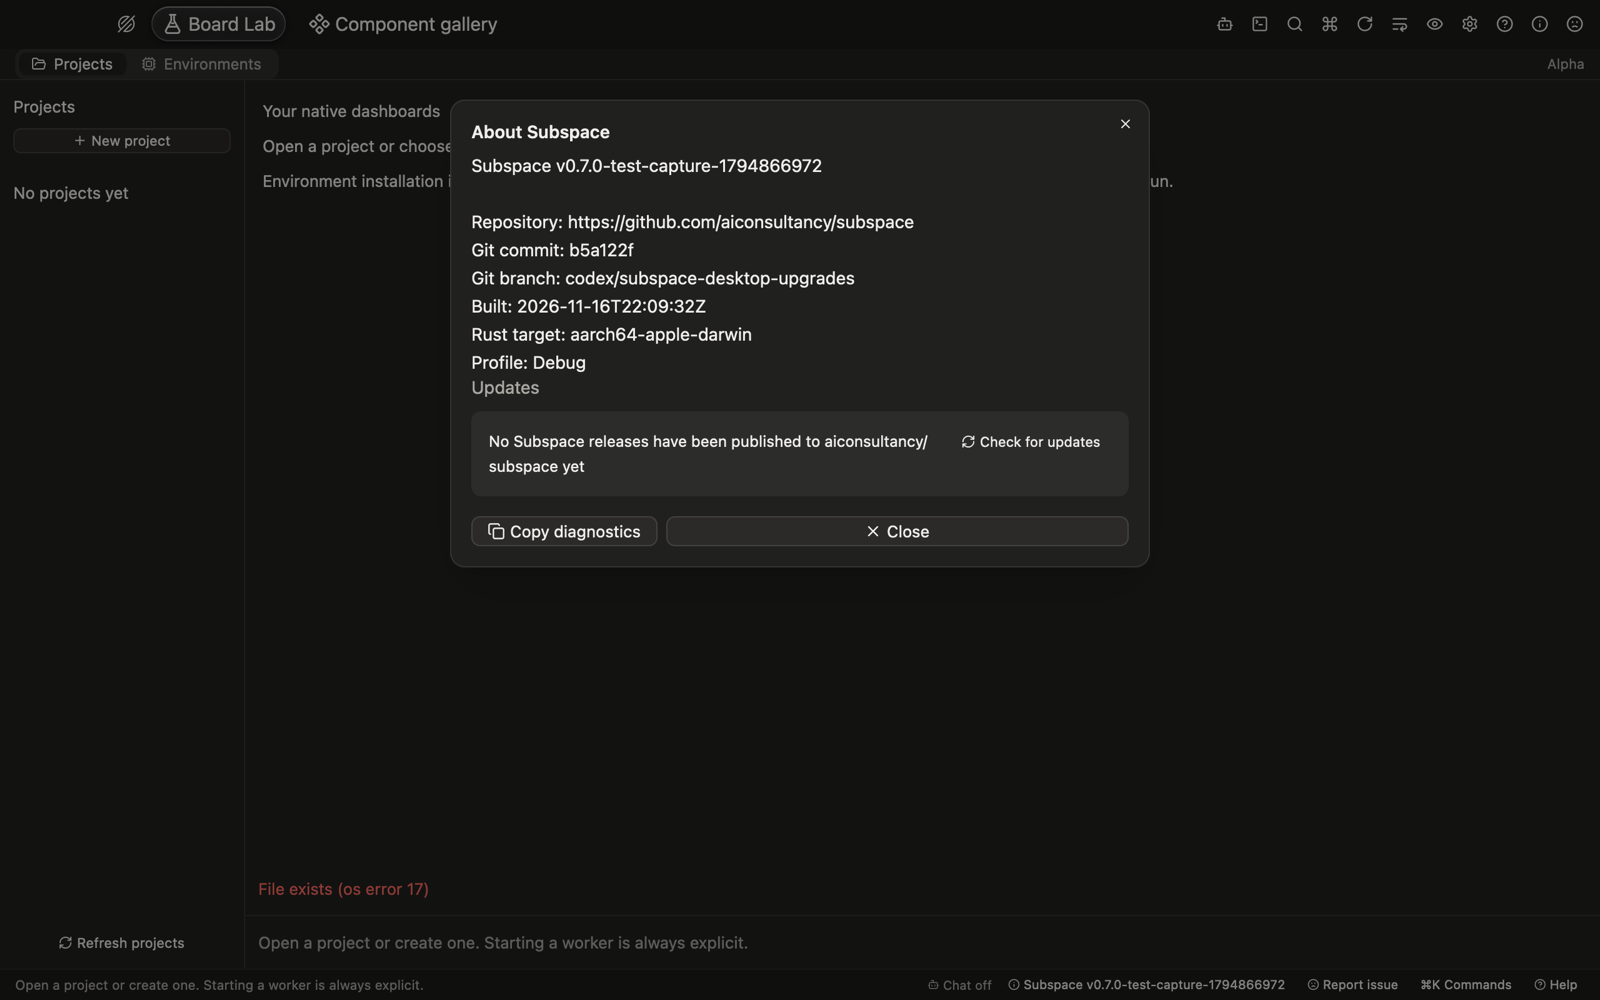 Board Lab
Component gallery
Projects
Environments
Alpha
Projects
+ New project
No projects yet
Your native dashboards
Open a project or choose
Environment installation i
un.
About Subspace
Subspace v0.7.0-test-capture-1794866972
Repository: https://github.com/aiconsultancy/subspace
Git commit: b5a122f
Git branch: codex/subspace-desktop-upgrades
Built: 2026-11-16T22:09:32Z
Rust target: aarch64-apple-darwin
Profile: Debug
Updates
No Subspace releases have been published to aiconsultancy/
subspace yet
Check for updates
Copy diagnostics
Close
File exists (os error 17)
Refresh projects
Open a project or create one. Starting a worker is always explicit.
Open a project or create one. Starting a worker is always explicit.
Chat off
Subspace v0.7.0-test-capture-1794866972
Report issue
⌘K Commands
Help